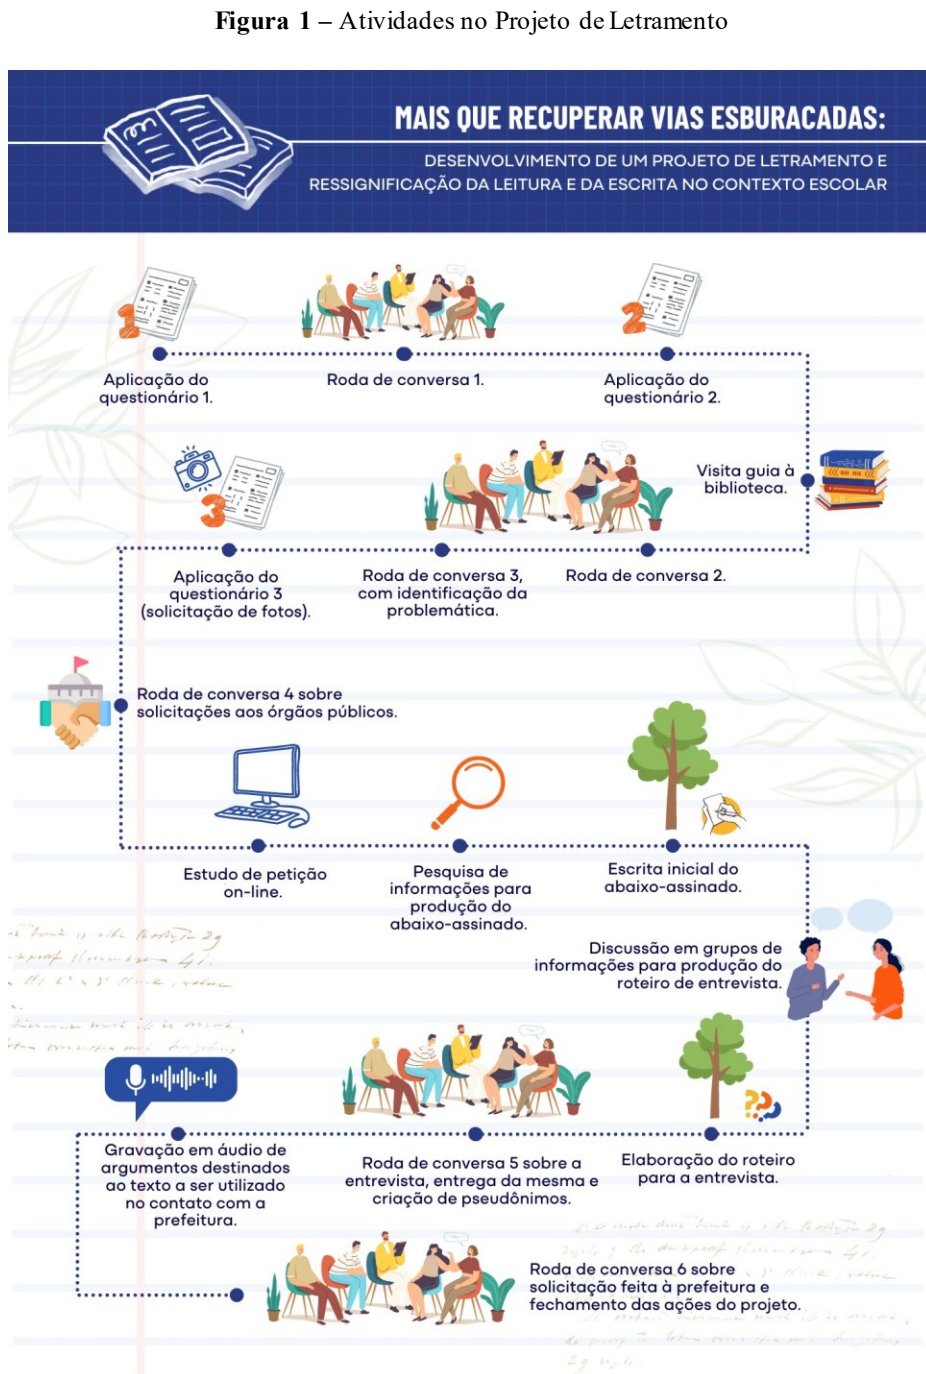 Figura 1 – Atividades no Projeto de Letramento
MAIS QUE RECUPERAR VIAS ESBURACADAS:
DESENVOLVIMENTO DE UM PROJETO DE LETRAMENTO E
RESSIGNIFICAÇÃO DA LEITURA E DA ESCRITA NO CONTEXTO ESCOLAR
1
Aplicação do
questionário 1.
Roda de conversa 1.
2
Aplicação do
questionário 2.
Visita guia à
biblioteca.
Roda de conversa 2.
Roda de conversa 3,
com identificação da
problemática.
3
Aplicação do
questionário 3
(solicitação de fotos).
Roda de conversa 4 sobre
solicitações aos órgãos públicos.
Estudo de petição
on-line.
Pesquisa de
informações para
produção do
abaixo-assinado.
Escrita inicial do
abaixo-assinado.
Discussão em grupos de
informações para produção do
roteiro de entrevista.
???
Elaboração do roteiro
para a entrevista.
Roda de conversa 5 sobre a
entrevista, entrega da mesma e
criação de pseudônimos.
Gravação em áudio de
argumentos destinados
ao texto a ser utilizado
no contato com a
prefeitura.
Roda de conversa 6 sobre
solicitação feita à prefeitura e
fechamento das ações do projeto.